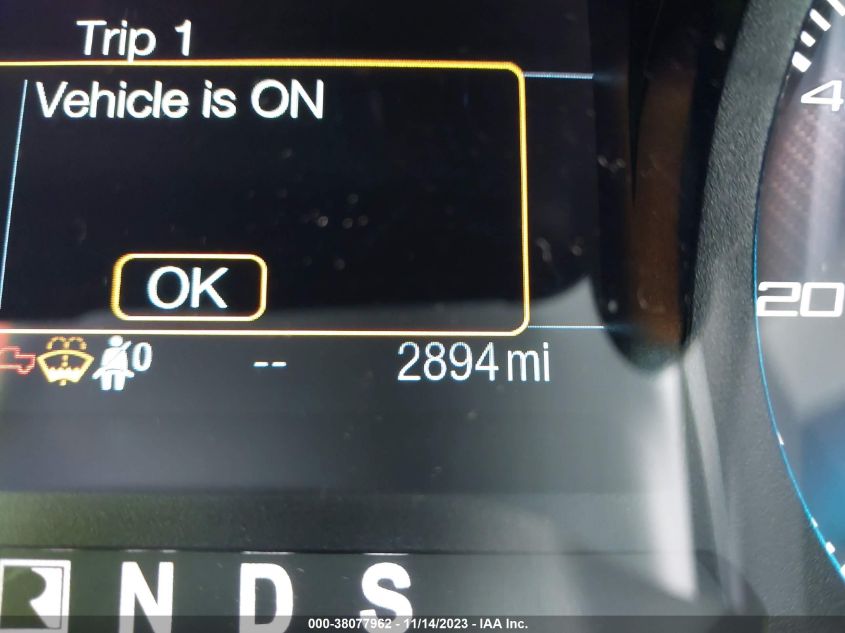 Trip 1
Vehicle is ON
4
OK
20
0 -- 2894 mi
R N D S
000-38077962 - 11/14/2023 - IAA Inc.